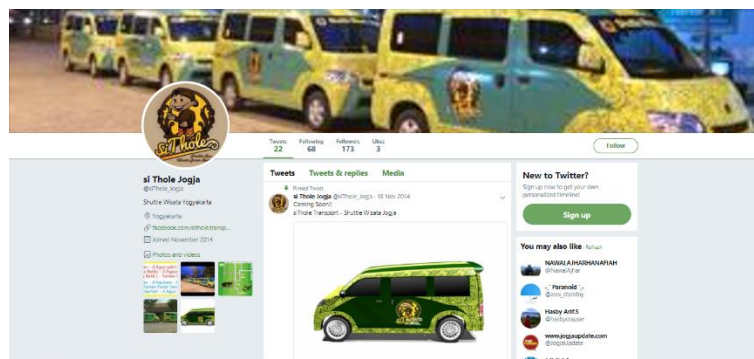 si Thole
Tweets
22
Following
68
Followers
173
Likes
3
Follow
si Thole Jogja
@siThole_Jogja
Shuttle Wisata Yogyakarta
Yogyakarta
facebook.com/sithole.transp...
Joined November 2014
Photos and videos
Tweets Tweets & replies Media
Pinned Tweet
si Thole Jogja @siThole_Jogja · 18 Nov 2014
Coming Soon!!
siThole Transport - Shuttle Wisata Jogja
New to Twitter?
Sign up now to get your own
personalized timeline!
Sign up
You may also like · Refresh
NAWALAJHARHANAFIAH
@NawalAjhar
Paranoid
Hasby Arif.S
www.jogjaupdate.com
@JogjaUpdate